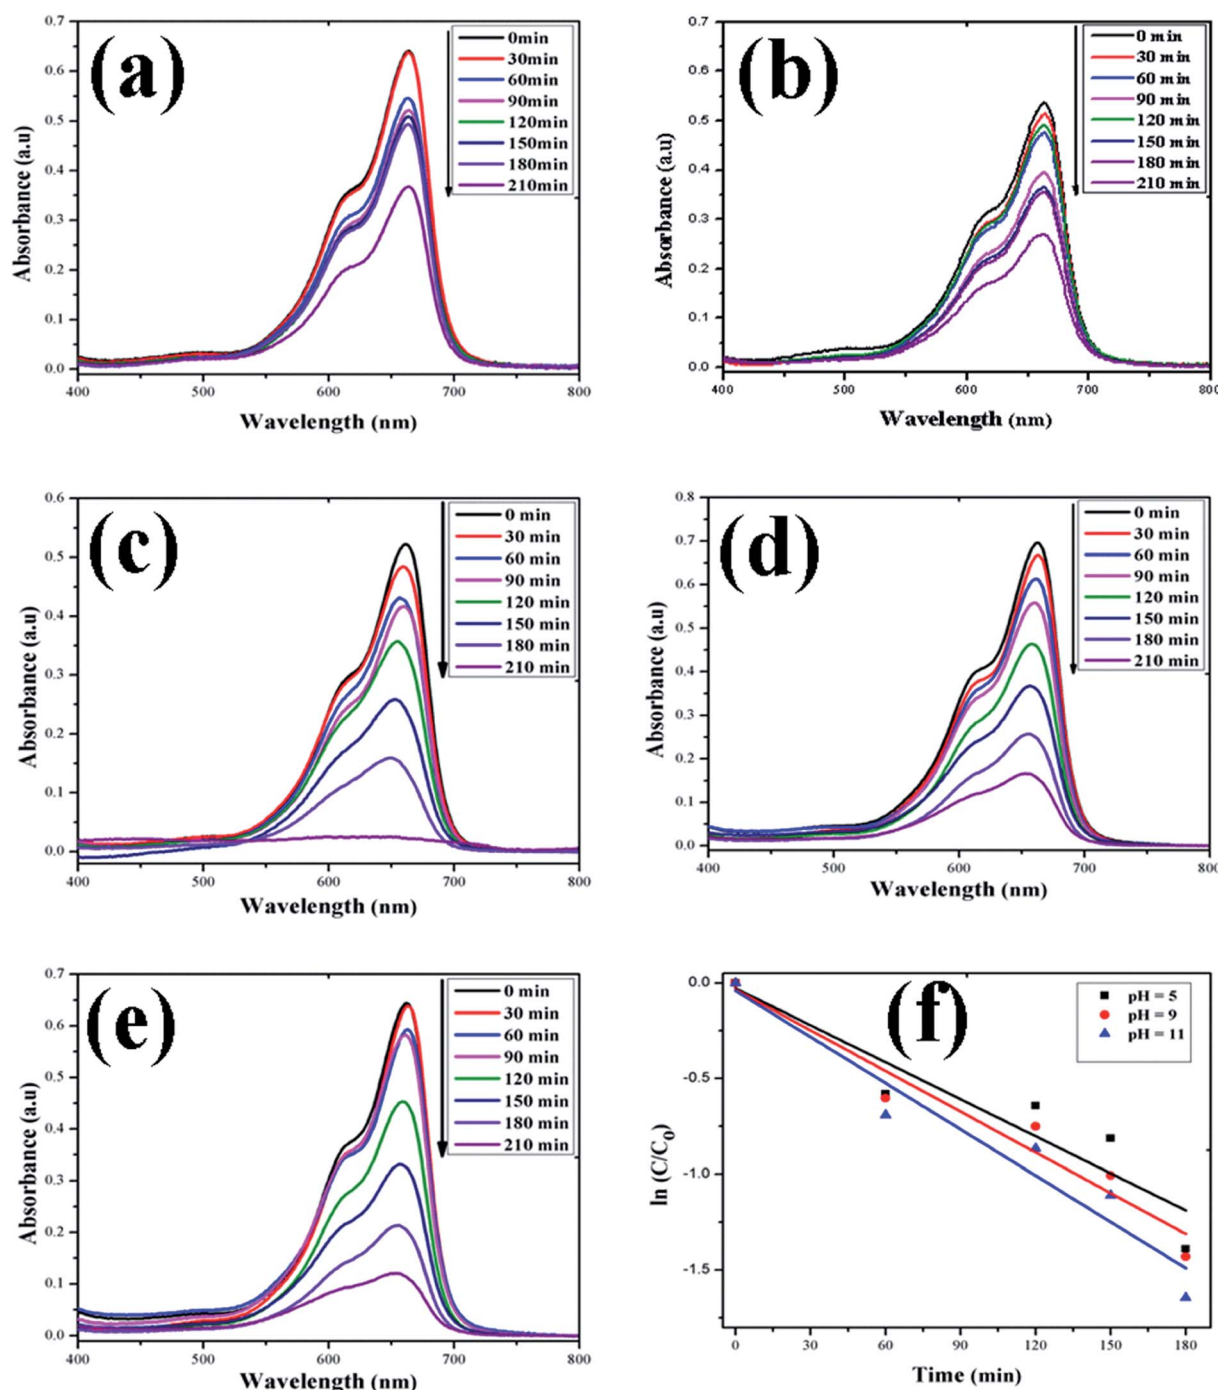 (a)
0.7
0.6
0.5
0.4
0.3
0.2
0.1
0.0
Absorbance (a.u)
400 500 600 700 800
Wavelength (nm)
0min
30min
60min
90min
120min
150min
180min
210min
(b)
0.7
0.6
0.5
0.4
0.3
0.2
0.1
0.0
Absorbance (a.u)
400 500 600 700 800
Wavelength (nm)
0 min
30 min
60 min
90 min
120 min
150 min
180 min
210 min
(c)
0.6
0.5
0.4
0.3
0.2
0.1
0.0
Absorbance (a.u)
400 500 600 700 800
Wavelength (nm)
0 min
30 min
60 min
90 min
120 min
150 min
180 min
210 min
(d)
0.8
0.7
0.6
0.5
0.4
0.3
0.2
0.1
0.0
Absorbance (a.u)
400 500 600 700 800
Wavelength (nm)
0 min
30 min
60 min
90 min
120 min
150 min
180 min
210 min
(e)
0.7
0.6
0.5
0.4
0.3
0.2
0.1
0.0
Absorbance (a.u)
400 500 600 700 800
Wavelength (nm)
0 min
30 min
60 min
90 min
120 min
150 min
180 min
210 min
(f)
0.0
-0.5
-1.0
-1.5
ln (C/C0)
0 30 60 90 120 150 180
Time (min)
pH = 5
pH = 9
pH = 11